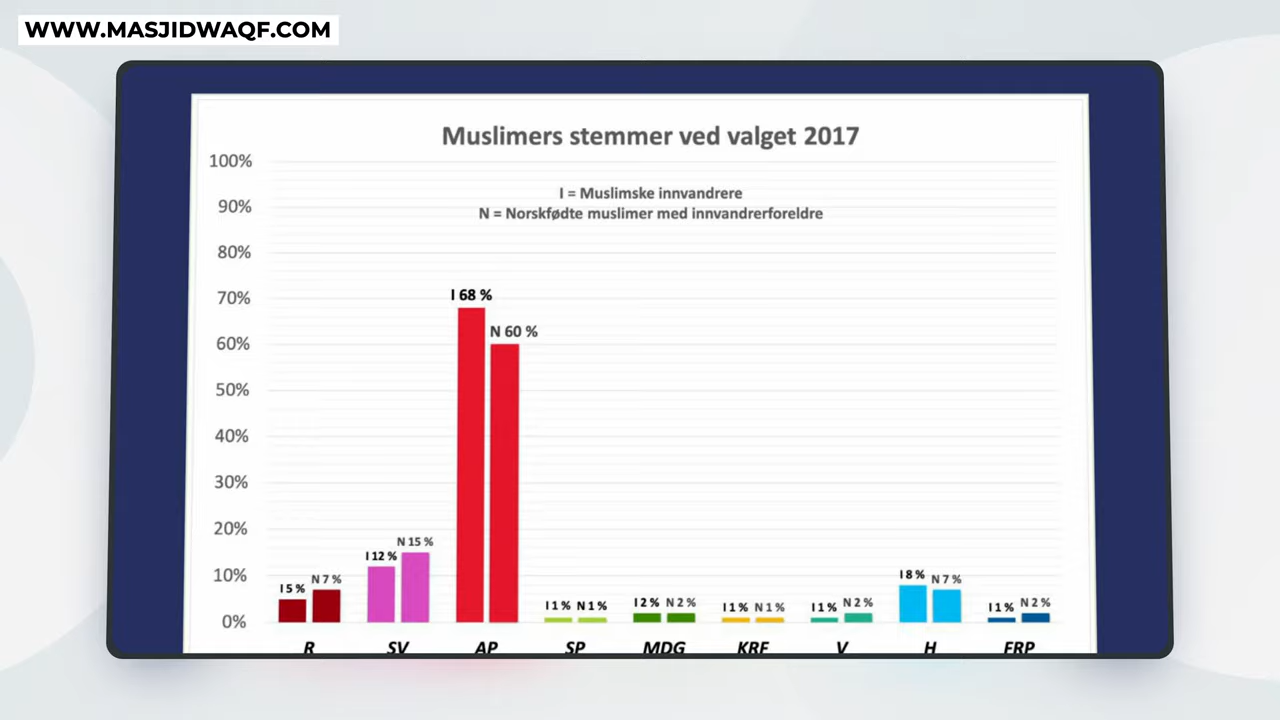 WWW.MASJIDWAQF.COM
Muslimers stemmer ved valget 2017
I = Muslimske innvandrere
N = Norskfødte muslimer med innvandrerforeldre
100%
90%
80%
70%
60%
50%
40%
30%
20%
10%
0%
I 5 % N 7 %
I 12 % N 15 %
I 68 % N 60 %
I 1 % N 1 %
I 2 % N 2 %
I 1 % N 1 %
I 1 % N 2 %
I 8 % N 7 %
I 1 % N 2 %
R SV AP SP MDG KRF V H FRP